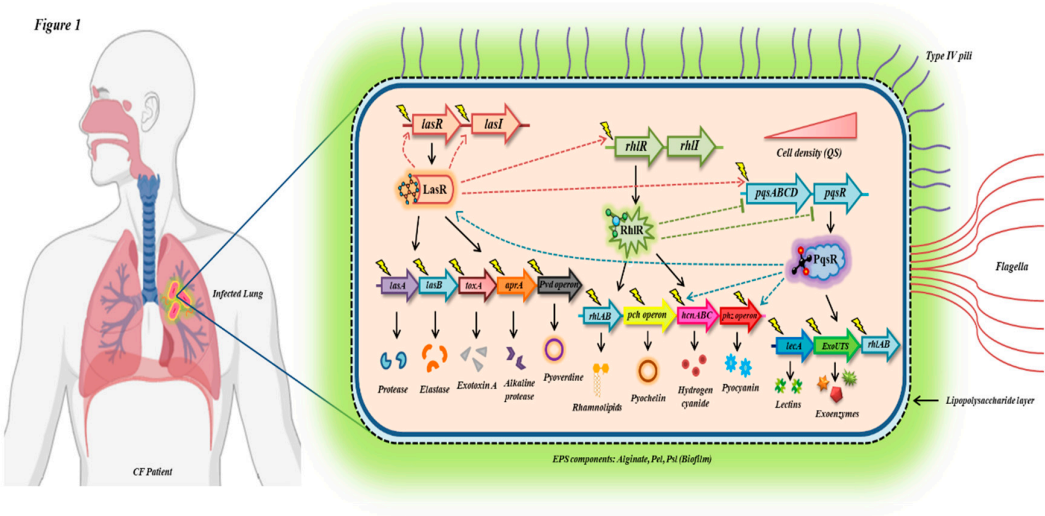 Figure 1
Type IV pili
lasR
lasI
rhlR
rhlI
Cell density (QS)
LasR
pqsABCD
pqsR
RhlR
PqsR
Flagella
Infected Lung
lasA
lasB
toxA
aprA
Pvd operon
rhlAB
pch operon
hcnABC
phz operon
lecA
ExoUTS
rhlAB
Protease
Elastase
Exotoxin A
Alkaline
protease
Pyoverdine
Rhamnolipids
Pyochelin
Hydrogen
cyanide
Pyocyanin
Lectins
Exoenzymes
Lipopolysaccharide layer
EPS components: Alginate, Pel, Psl (Biofilm)
CF Patient